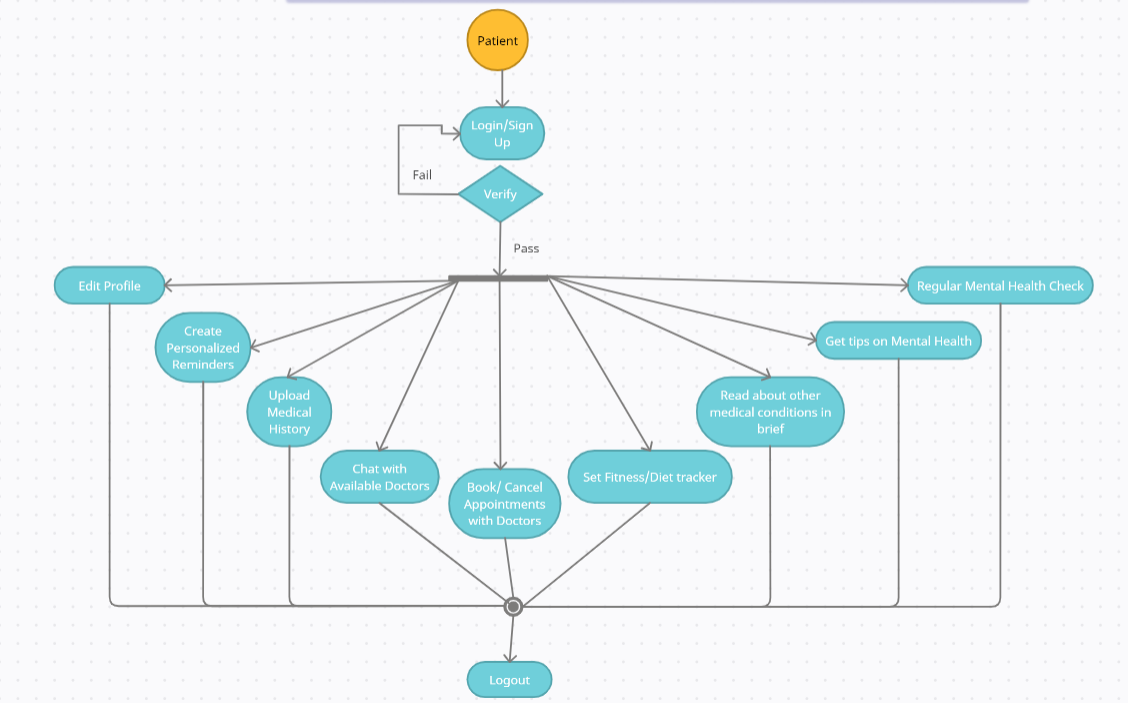 Patient
Login/Sign
Up
Fail
Verify
Pass
Edit Profile
Regular Mental Health Check
Create
Personalized
Reminders
Get tips on Mental Health
Upload
Medical
History
Read about other
medical conditions in
brief
Chat with
Available Doctors
Book/ Cancel
Appointments
with Doctors
Set Fitness/Diet tracker
Logout